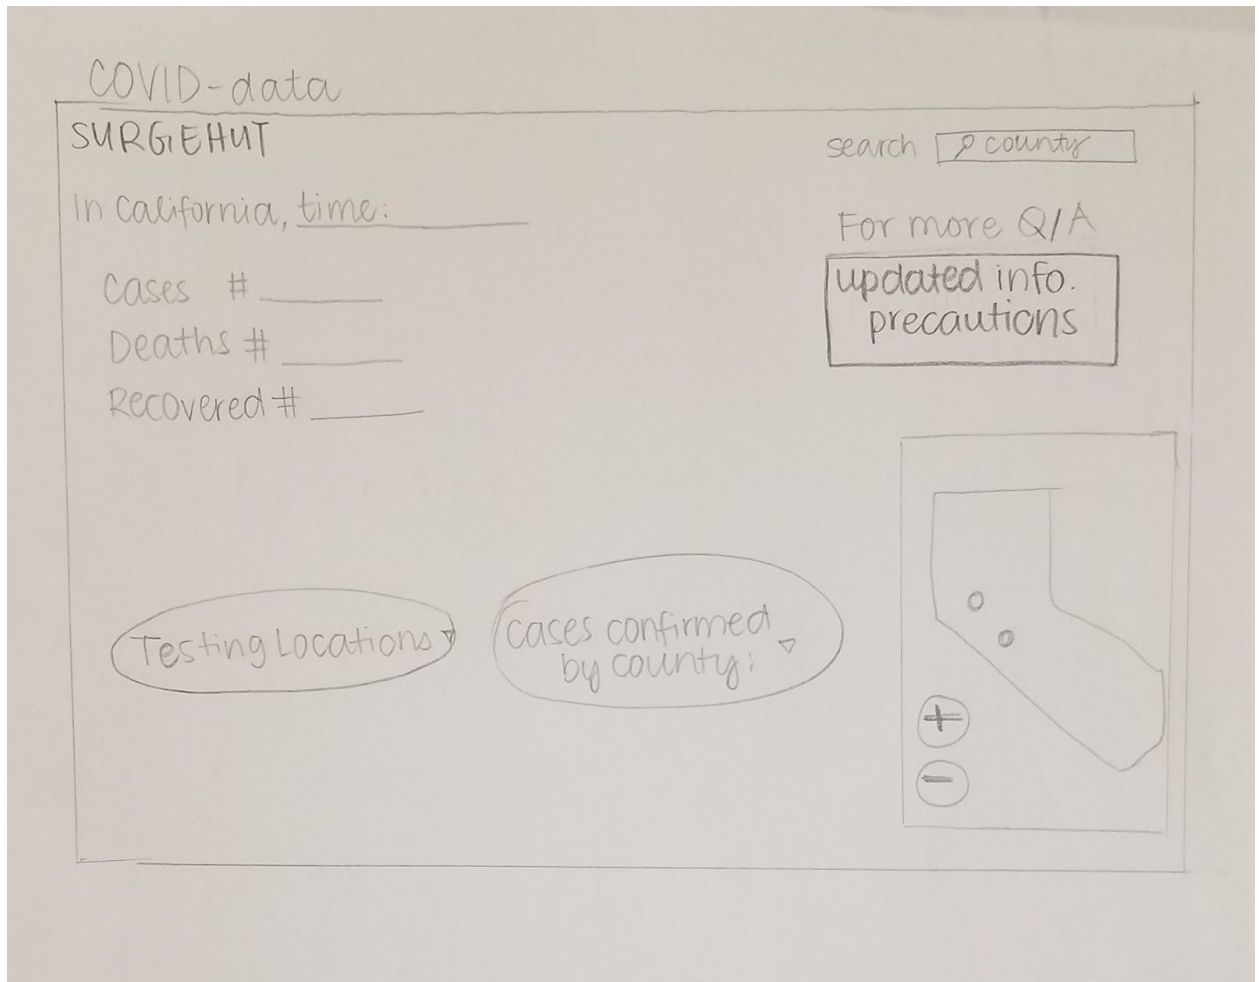 COVID-data
SURGEHUT
search county
In California, time:
For more Q/A
updated info.
precautions
Cases #
Deaths #
Recovered #
Testing Locations
Cases confirmed
by county:
+
-